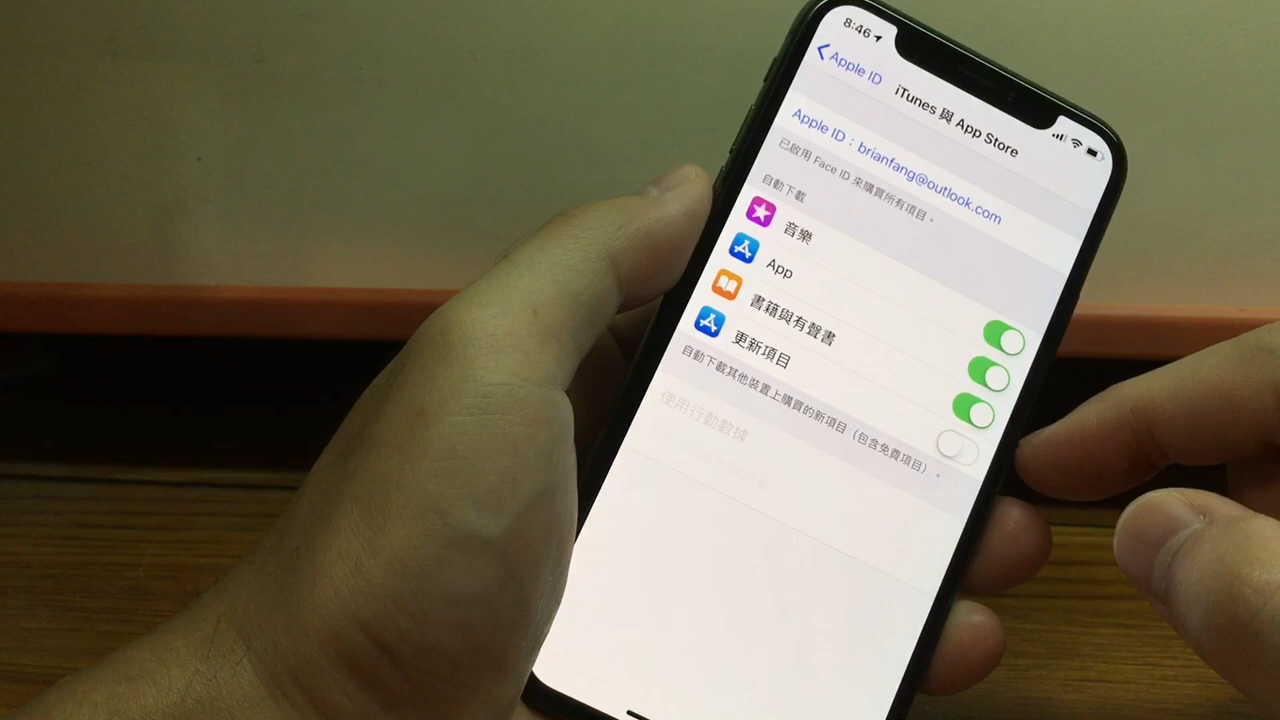 8:46
Apple ID
iTunes 與 App Store
Apple ID：brianfang@outlook.com
已啟用 Face ID 來購買所有項目。
自動下載
音樂
App
書籍與有聲書
更新項目
自動下載其他裝置上購買的新項目（包含免費項目）。
使用行動數據